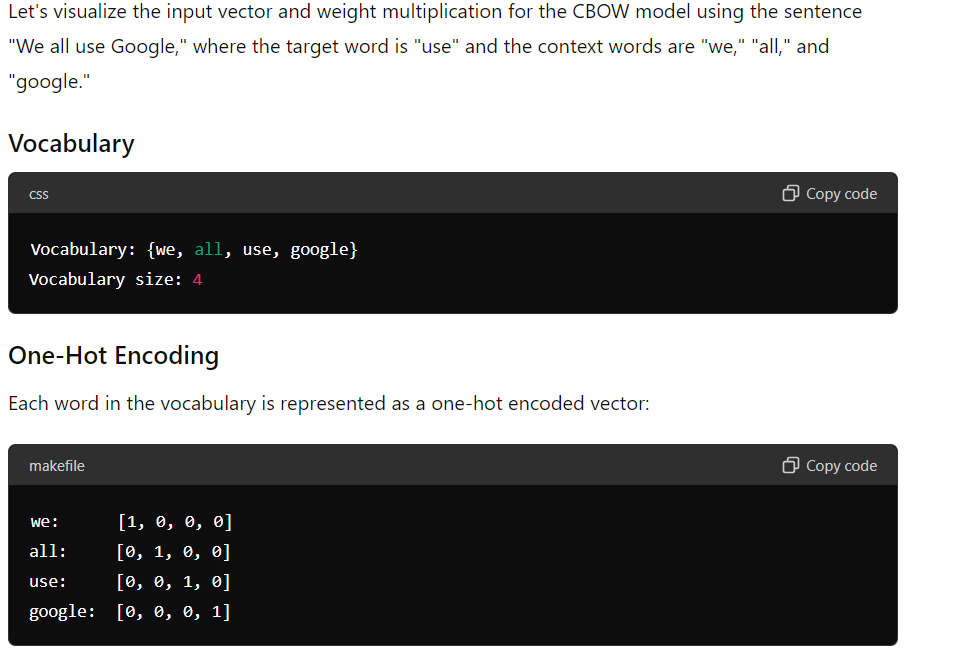 Let's visualize the input vector and weight multiplication for the CBOW model using the sentence
"We all use Google," where the target word is "use" and the context words are "we," "all," and
"google."
Vocabulary
css
Copy code
Vocabulary: {we, all, use, google}
Vocabulary size: 4
One-Hot Encoding
Each word in the vocabulary is represented as a one-hot encoded vector:
makefile
Copy code
we:      [1, 0, 0, 0]
all:     [0, 1, 0, 0]
use:     [0, 0, 1, 0]
google:  [0, 0, 0, 1]